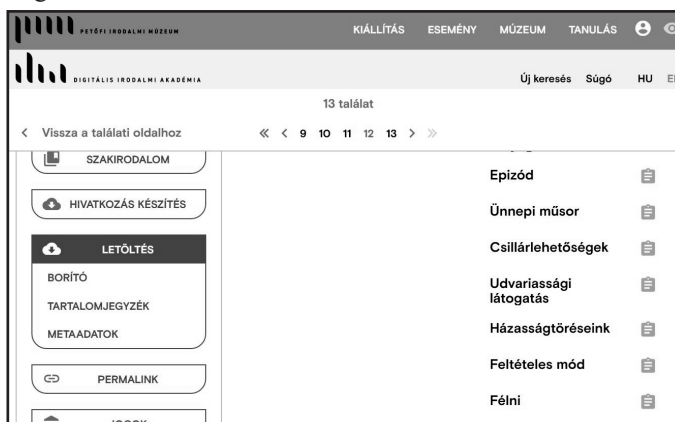 PETŐFI IRODALMI MÚZEUM
KIÁLLÍTÁS ESEMÉNY MÚZEUM TANULÁS
DIGITÁLIS IRODALMI AKADÉMIA
Új keresés Súgó HU
13 találat
Vissza a találati oldalhoz
« < 9 10 11 12 13 > »
SZAKIRODALOM
HIVATKOZÁS KÉSZÍTÉS
LETÖLTÉS
BORÍTÓ
TARTALOMJEGYZÉK
METAADATOK
PERMALINK
Epizód
Ünnepi műsor
Csillárlehetőségek
Udvariassági
látogatás
Házasságtöréseink
Feltételes mód
Félni